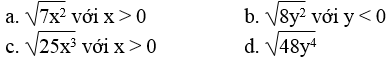 a. √7x² với x > 0 b. √8y² với y < 0
c. √25x³ với x > 0 d. √48y⁴